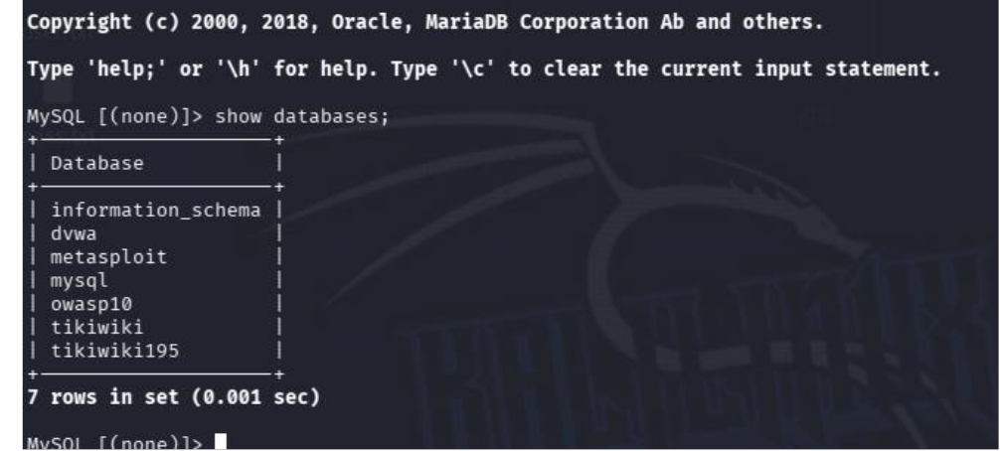 Copyright (c) 2000, 2018, Oracle, MariaDB Corporation Ab and others.
Type 'help;' or '\h' for help. Type '\c' to clear the current input statement.
MySQL [(none)]> show databases;
+--------------------+
| Database           |
+--------------------+
| information_schema |
| dvwa               |
| metasploit         |
| mysql              |
| owasp10            |
| tikiwiki           |
| tikiwiki195        |
+--------------------+
7 rows in set (0.001 sec)
MySQL [(none)]>